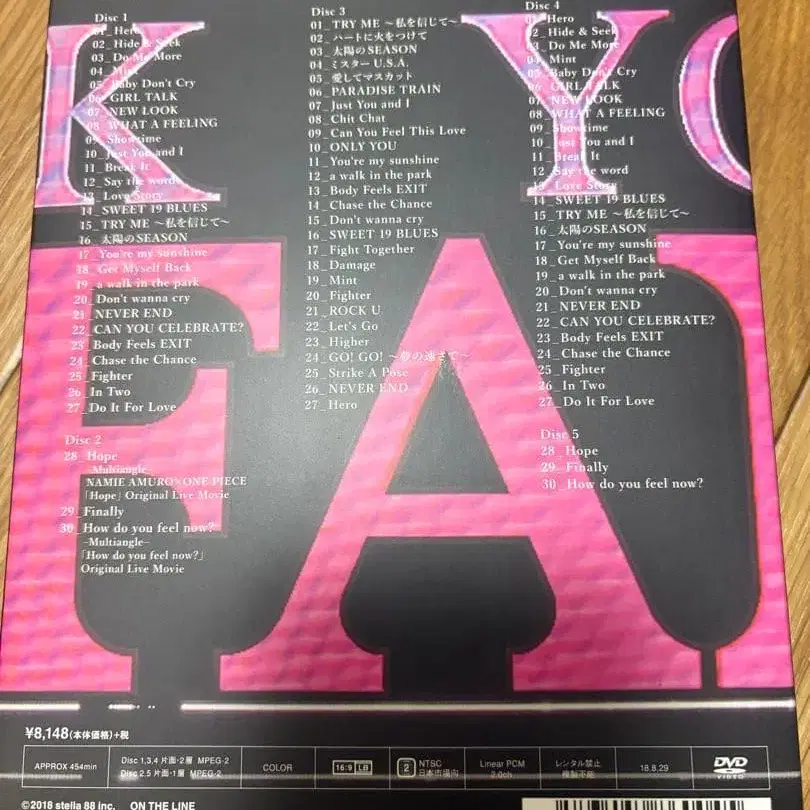 K YO
FA
Disc 1
01_Hero
02_Hide & Seek
03_Do Me More
04_Mint
05_Baby Don't Cry
06_GIRL TALK
07_NEW LOOK
08_WHAT A FEELING
09_Showtime
10_Just You and I
11_Break It
12_Say the word
13_Love Story
14_SWEET 19 BLUES
15_TRY ME ～私を信じて～
16_太陽のSEASON
17_You're my sunshine
18_Get Myself Back
19_a walk in the park
20_Don't wanna cry
21_NEVER END
22_CAN YOU CELEBRATE?
23_Body Feels EXIT
24_Chase the Chance
25_Fighter
26_In Two
27_Do It For Love
Disc 2
28_Hope
-Multiangle-
NAMIE AMURO×ONE PIECE
「Hope」Original Live Movie
29_Finally
30_How do you feel now?
-Multiangle-
「How do you feel now?」
Original Live Movie
Disc 3
01_TRY ME ～私を信じて～
02_ハートに火をつけて
03_太陽のSEASON
04_ミスターU.S.A.
05_愛してマスカット
06_PARADISE TRAIN
07_Just You and I
08_Chit Chat
09_Can You Feel This Love
10_ONLY YOU
11_You're my sunshine
12_a walk in the park
13_Body Feels EXIT
14_Chase the Chance
15_Don't wanna cry
16_SWEET 19 BLUES
17_Fight Together
18_Damage
19_Mint
20_Fighter
21_ROCK U
22_Let's Go
23_Higher
24_GO! GO! ～夢の速さで～
25_Strike A Pose
26_NEVER END
27_Hero
Disc 4
01_Hero
02_Hide & Seek
03_Do Me More
04_Mint
05_Baby Don't Cry
06_GIRL TALK
07_NEW LOOK
08_WHAT A FEELING
09_Showtime
10_Just You and I
11_Break It
12_Say the word
13_Love Story
14_SWEET 19 BLUES
15_TRY ME ～私を信じて～
16_太陽のSEASON
17_You're my sunshine
18_Get Myself Back
19_a walk in the park
20_Don't wanna cry
21_NEVER END
22_CAN YOU CELEBRATE?
23_Body Feels EXIT
24_Chase the Chance
25_Fighter
26_In Two
27_Do It For Love
Disc 5
28_Hope
29_Finally
30_How do you feel now?
¥8,148(本体価格)+税
APPROX 454min
Disc 1,3,4 片面・2層 MPEG-2
Disc 2,5 片面・1層 MPEG-2
COLOR
16:9 LB
2 NTSC
日本市場向
Linear PCM
2.0ch
レンタル禁止
複製不能
18.8.29
DVD
VIDEO
©2018 stella 88 inc. ON THE LINE